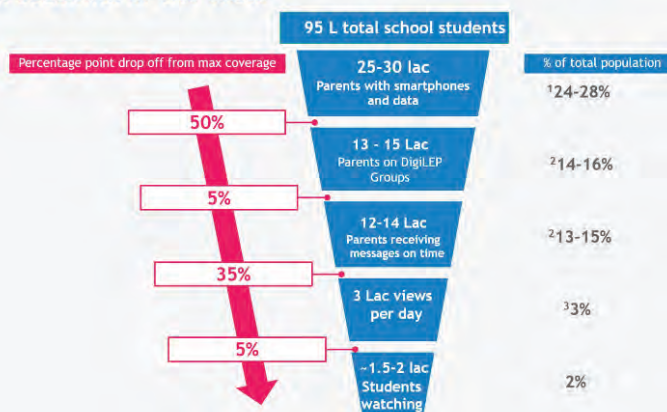 95 L total school students
Percentage point drop off from max coverage
% of total population
25-30 lac
Parents with smartphones
and data
¹24-28%
50%
13 - 15 Lac
Parents on DigiLEP
Groups
²14-16%
5%
12-14 Lac
Parents receiving
messages on time
²13-15%
35%
3 Lac views
per day
³3%
5%
~1.5-2 lac
Students
watching
2%